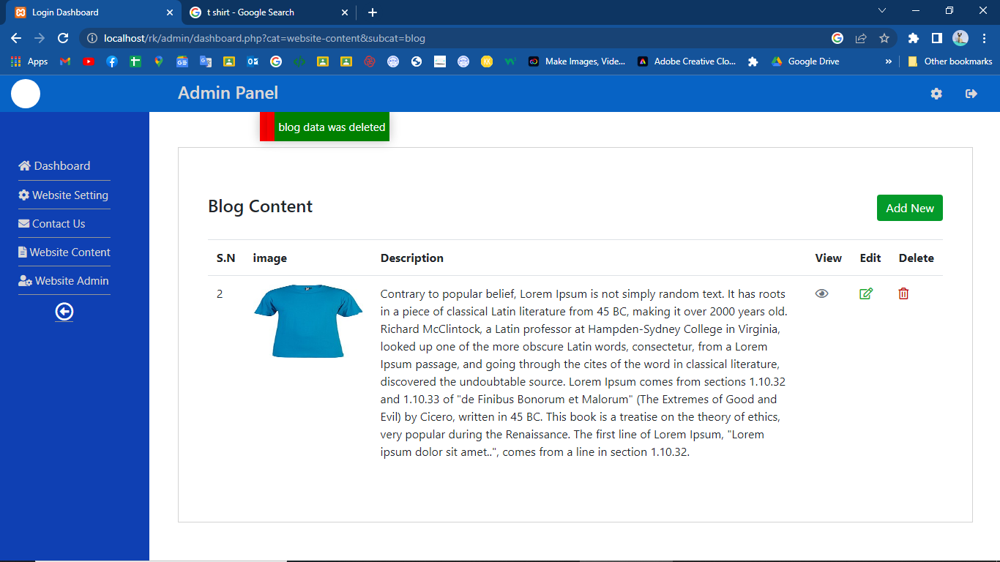 Login Dashboard
t shirt - Google Search
localhost/rk/admin/dashboard.php?cat=website-content&subcat=blog
Apps
Make Images, Vide...
Adobe Creative Clo...
Google Drive
»
Other bookmarks
Admin Panel
blog data was deleted
Dashboard
Website Setting
Contact Us
Website Content
Website Admin
Blog Content
Add New
S.N image Description View Edit Delete
2
Contrary to popular belief, Lorem Ipsum is not simply random text. It has roots
in a piece of classical Latin literature from 45 BC, making it over 2000 years old.
Richard McClintock, a Latin professor at Hampden-Sydney College in Virginia,
looked up one of the more obscure Latin words, consectetur, from a Lorem
Ipsum passage, and going through the cites of the word in classical literature,
discovered the undoubtable source. Lorem Ipsum comes from sections 1.10.32
and 1.10.33 of "de Finibus Bonorum et Malorum" (The Extremes of Good and
Evil) by Cicero, written in 45 BC. This book is a treatise on the theory of ethics,
very popular during the Renaissance. The first line of Lorem Ipsum, "Lorem
ipsum dolor sit amet..", comes from a line in section 1.10.32.